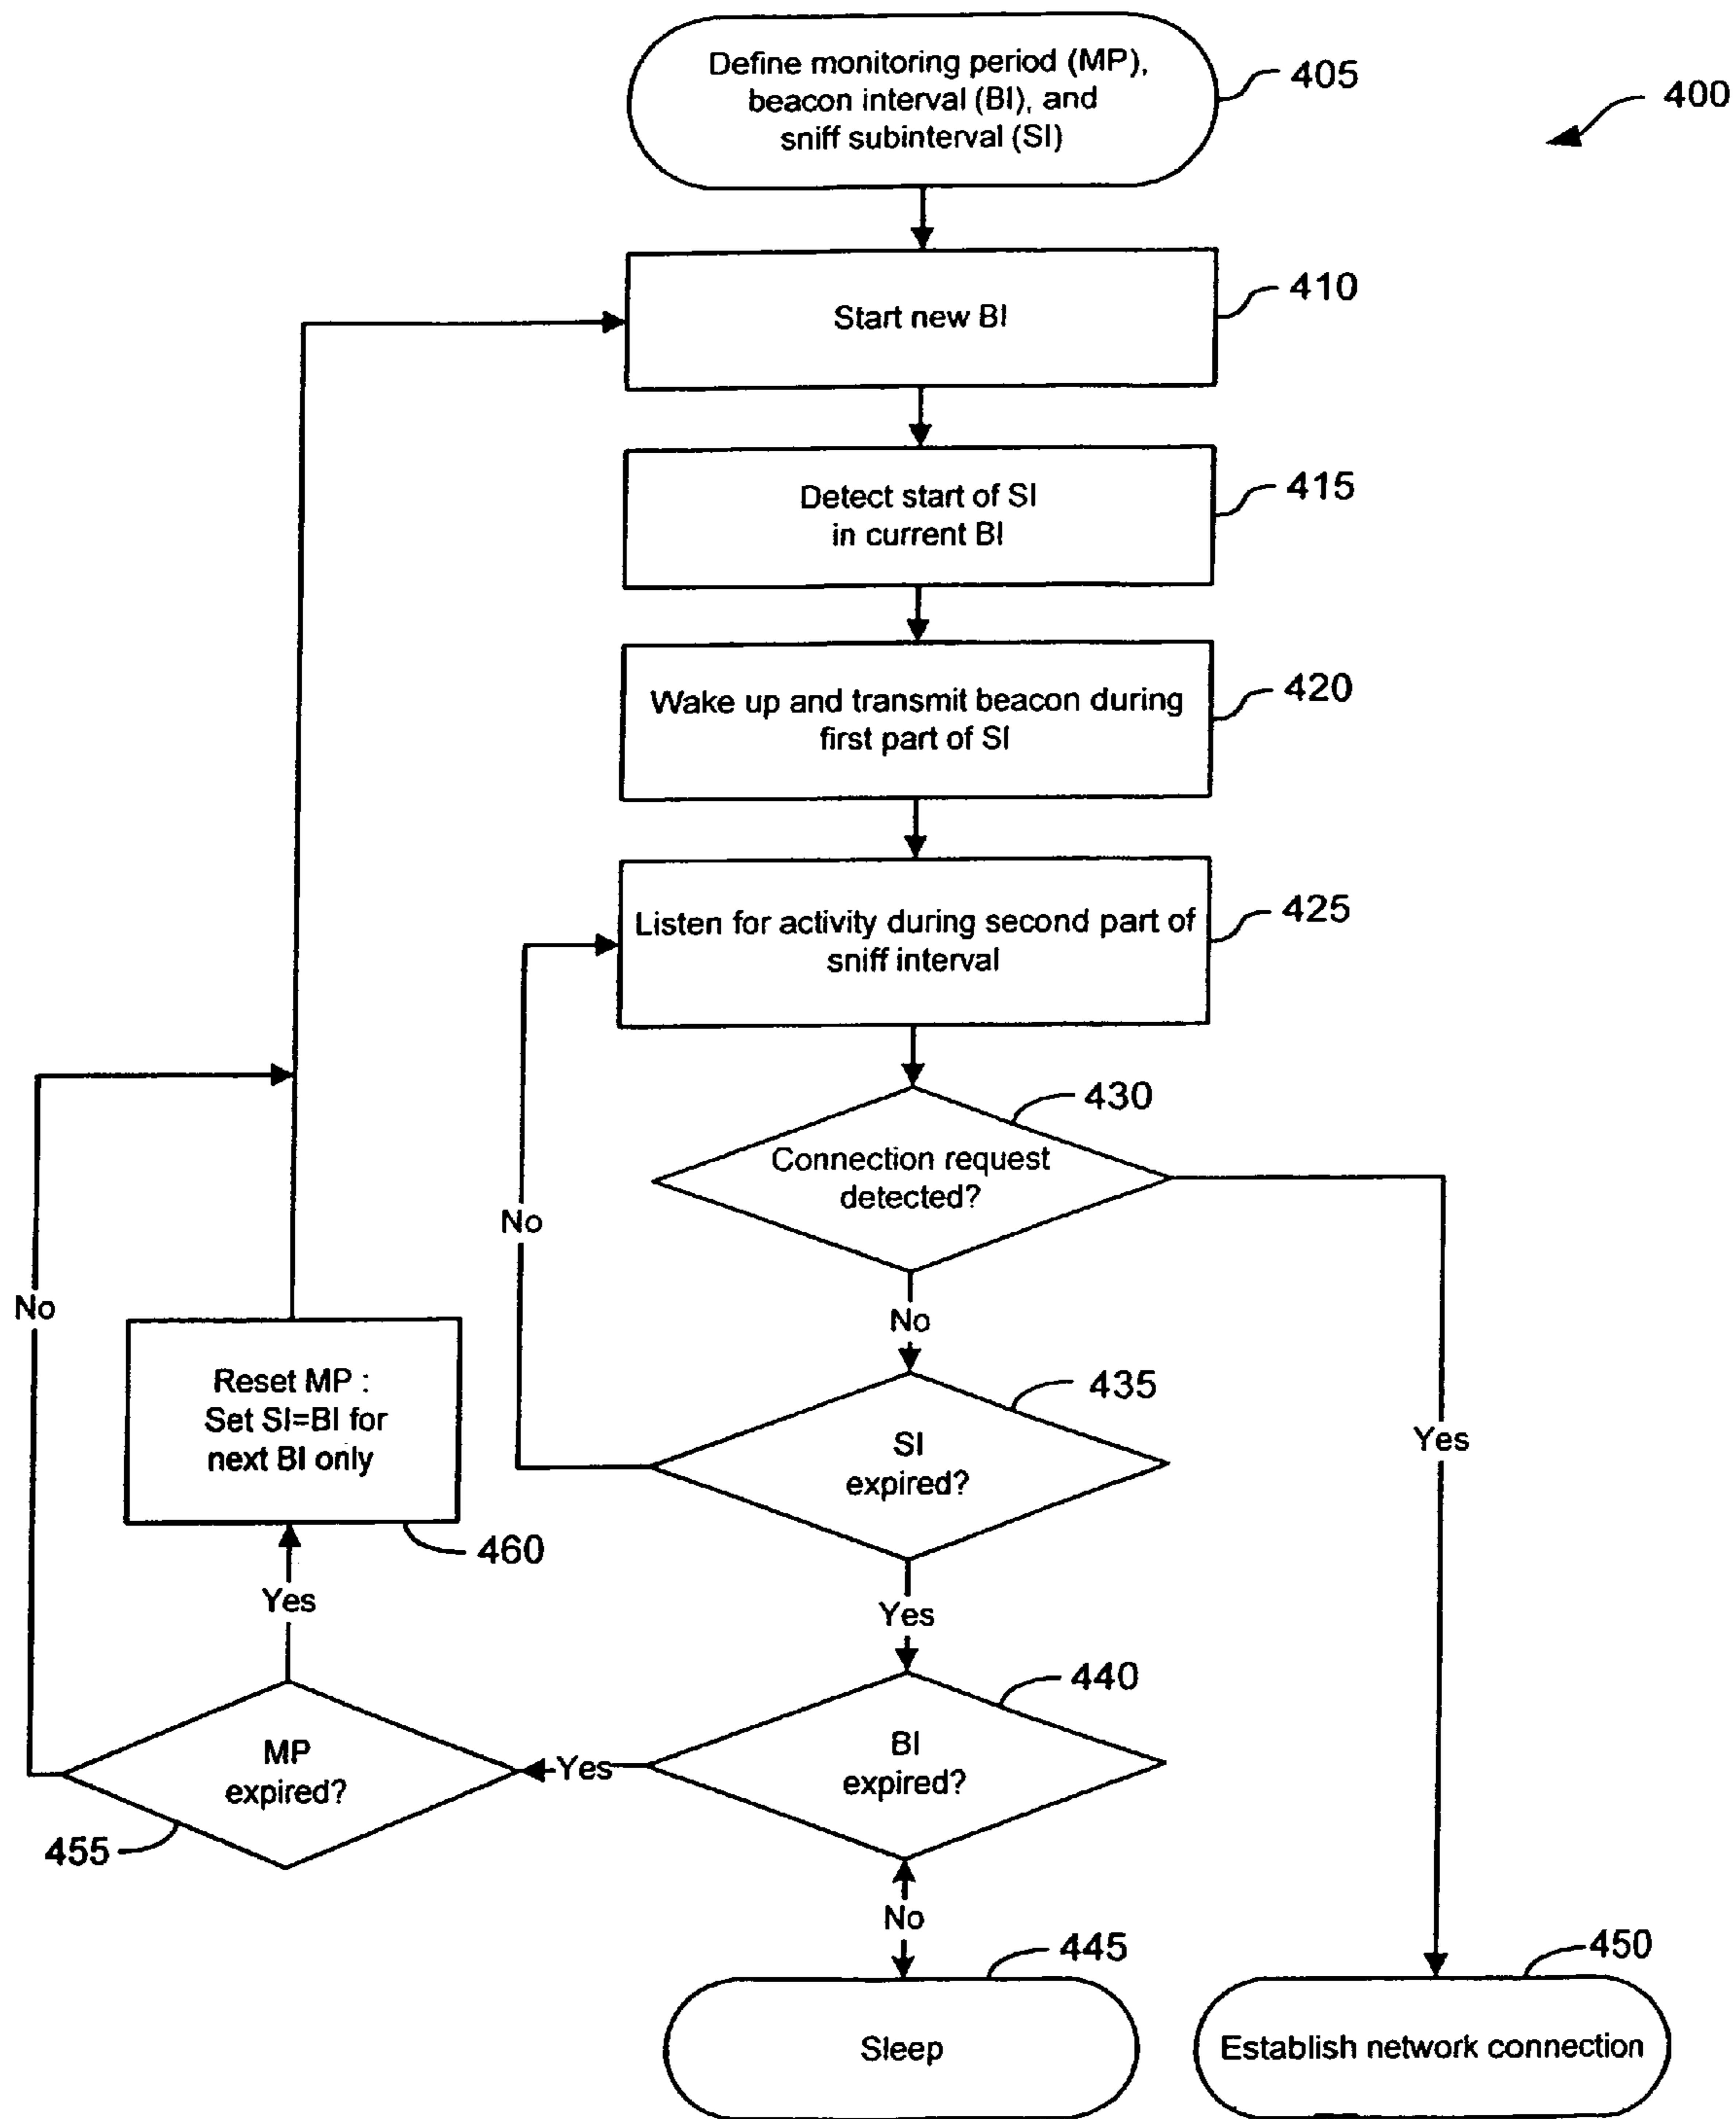 Define monitoring period (MP),
beacon interval (BI), and
sniff subinterval (SI)
405
400
Start new BI
410
Detect start of SI
in current BI
415
Wake up and transmit beacon during
first part of SI
420
Listen for activity during second part of
sniff interval
425
Connection request
detected?
430
No
No
No
Reset MP :
Set SI=BI for
next BI only
460
SI
expired?
435
Yes
Yes
Yes
BI
expired?
440
Yes
MP
expired?
455
No
Sleep
445
Establish network connection
450